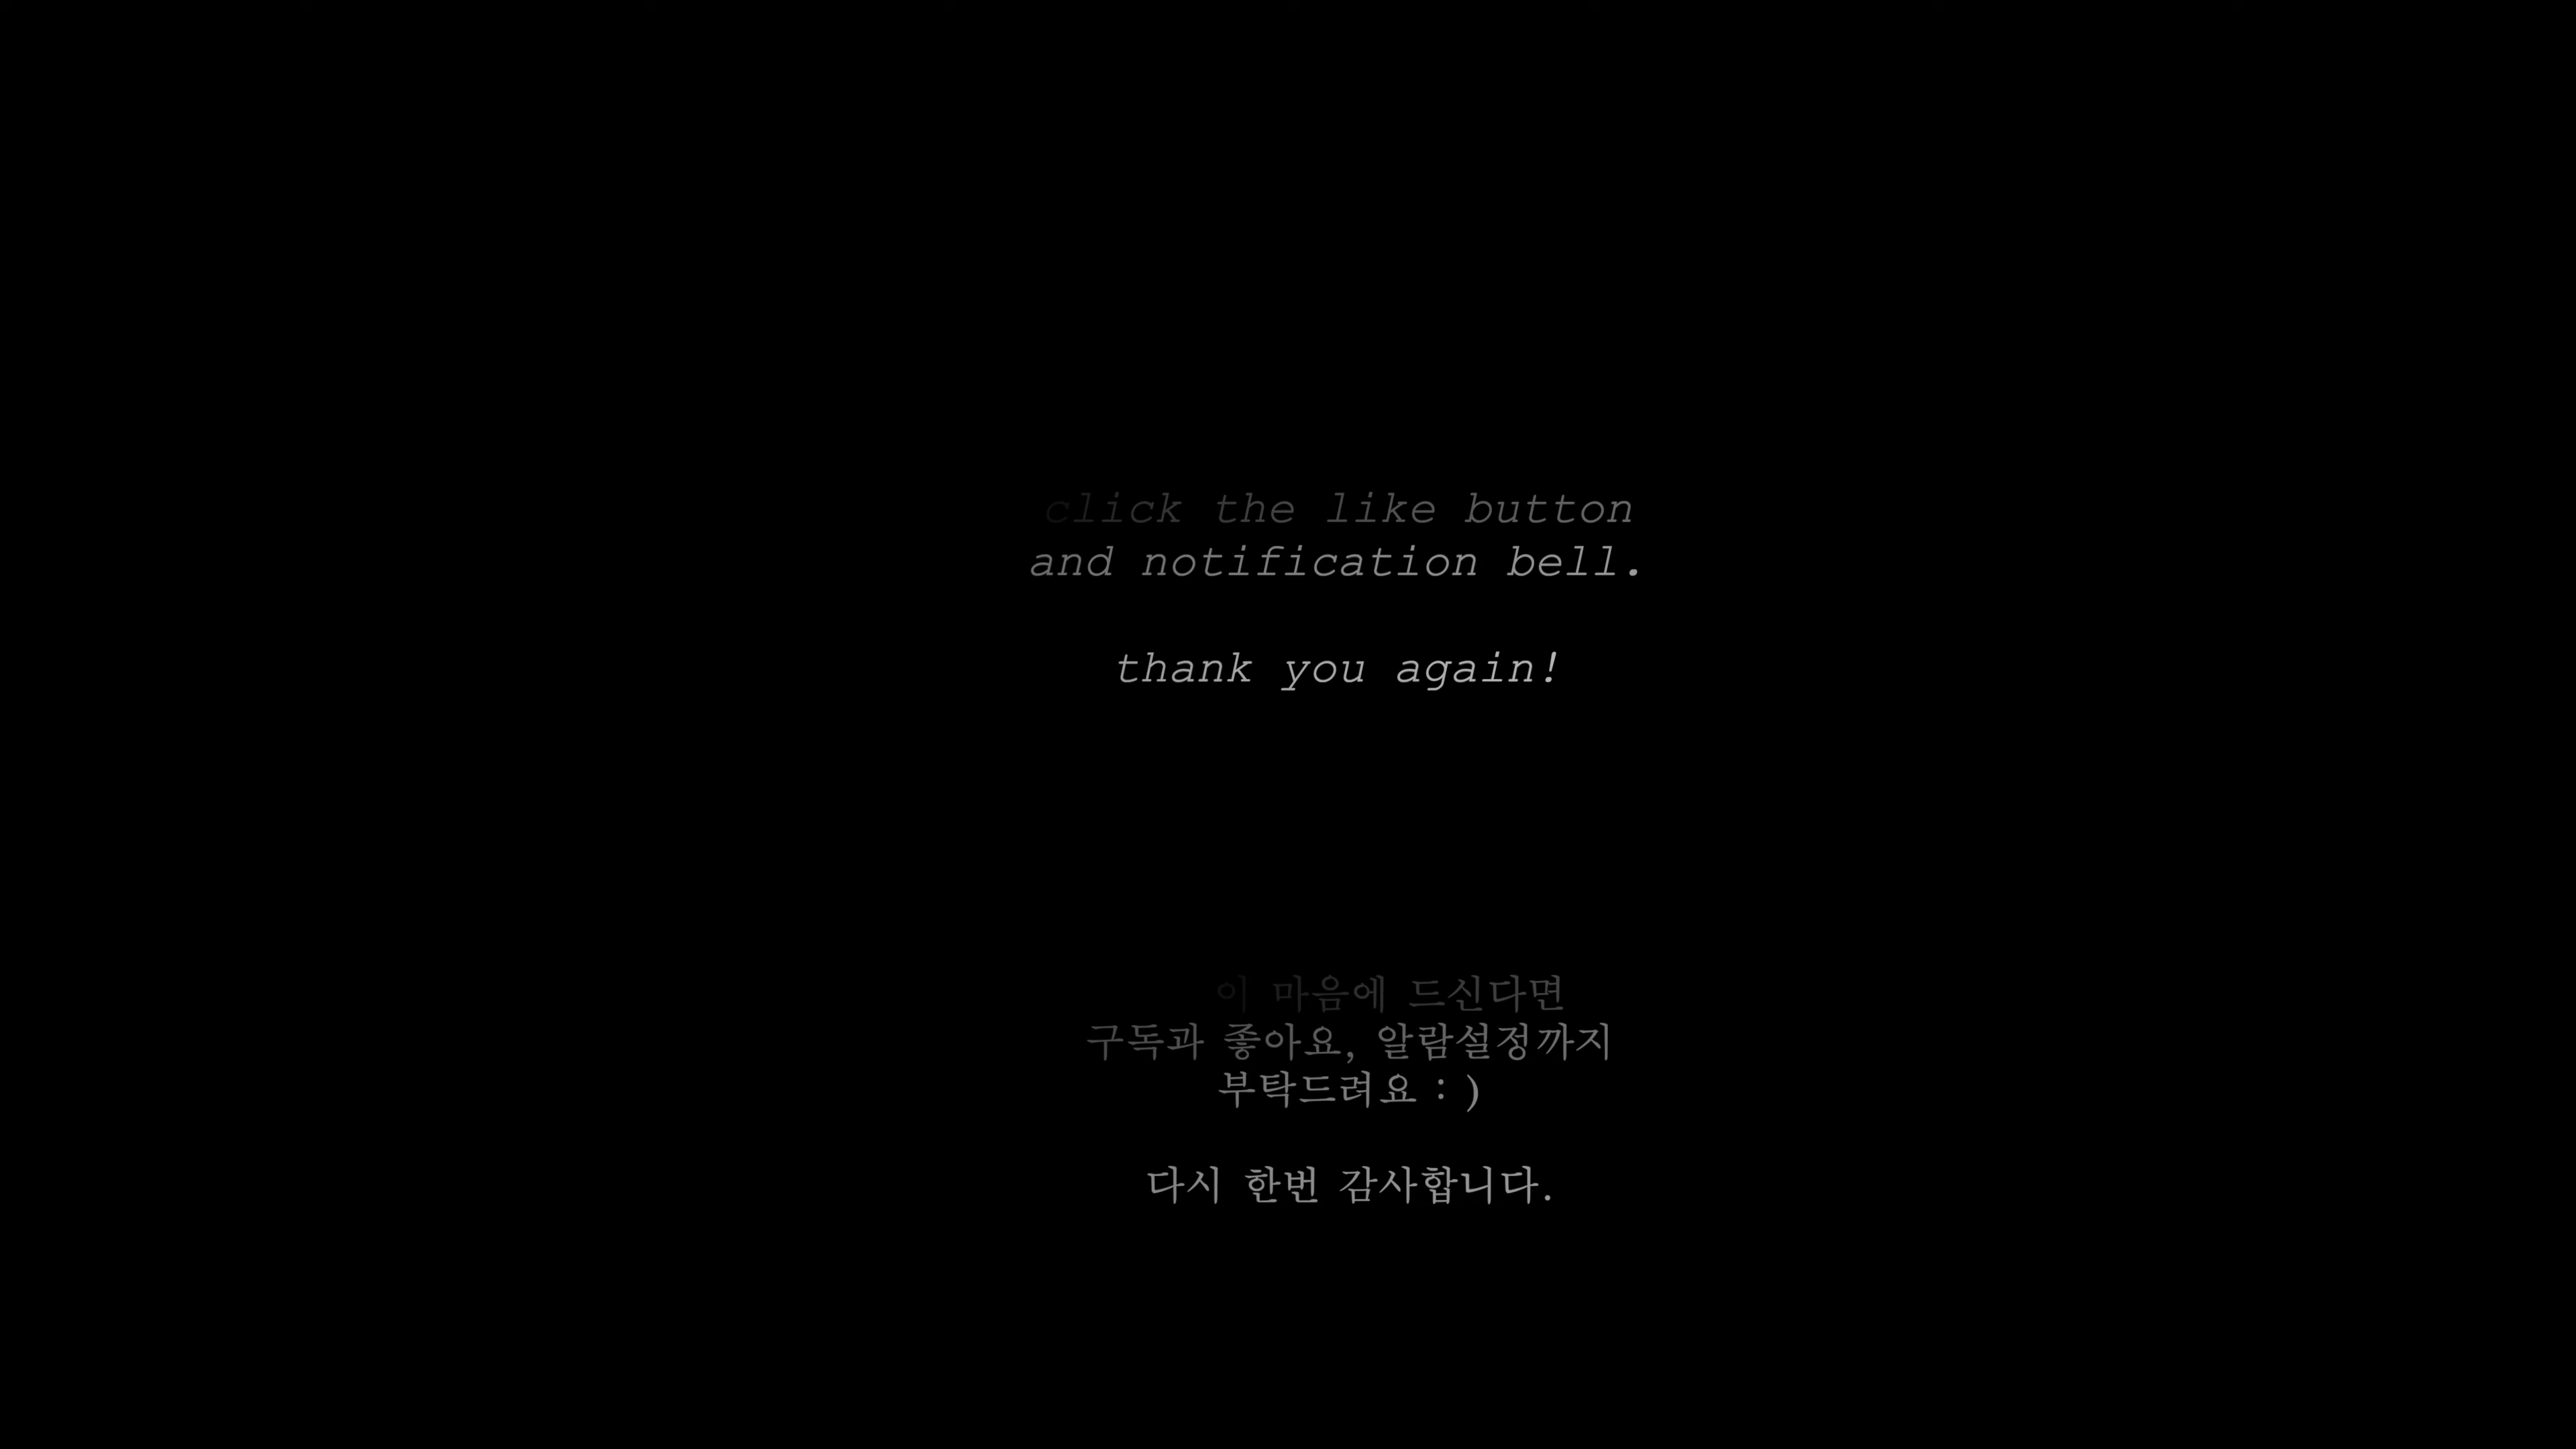 click the like button
and notification bell.
thank you again!
이 마음에 드신다면
구독과 좋아요, 알람설정까지
부탁드려요 : )
다시 한번 감사합니다.